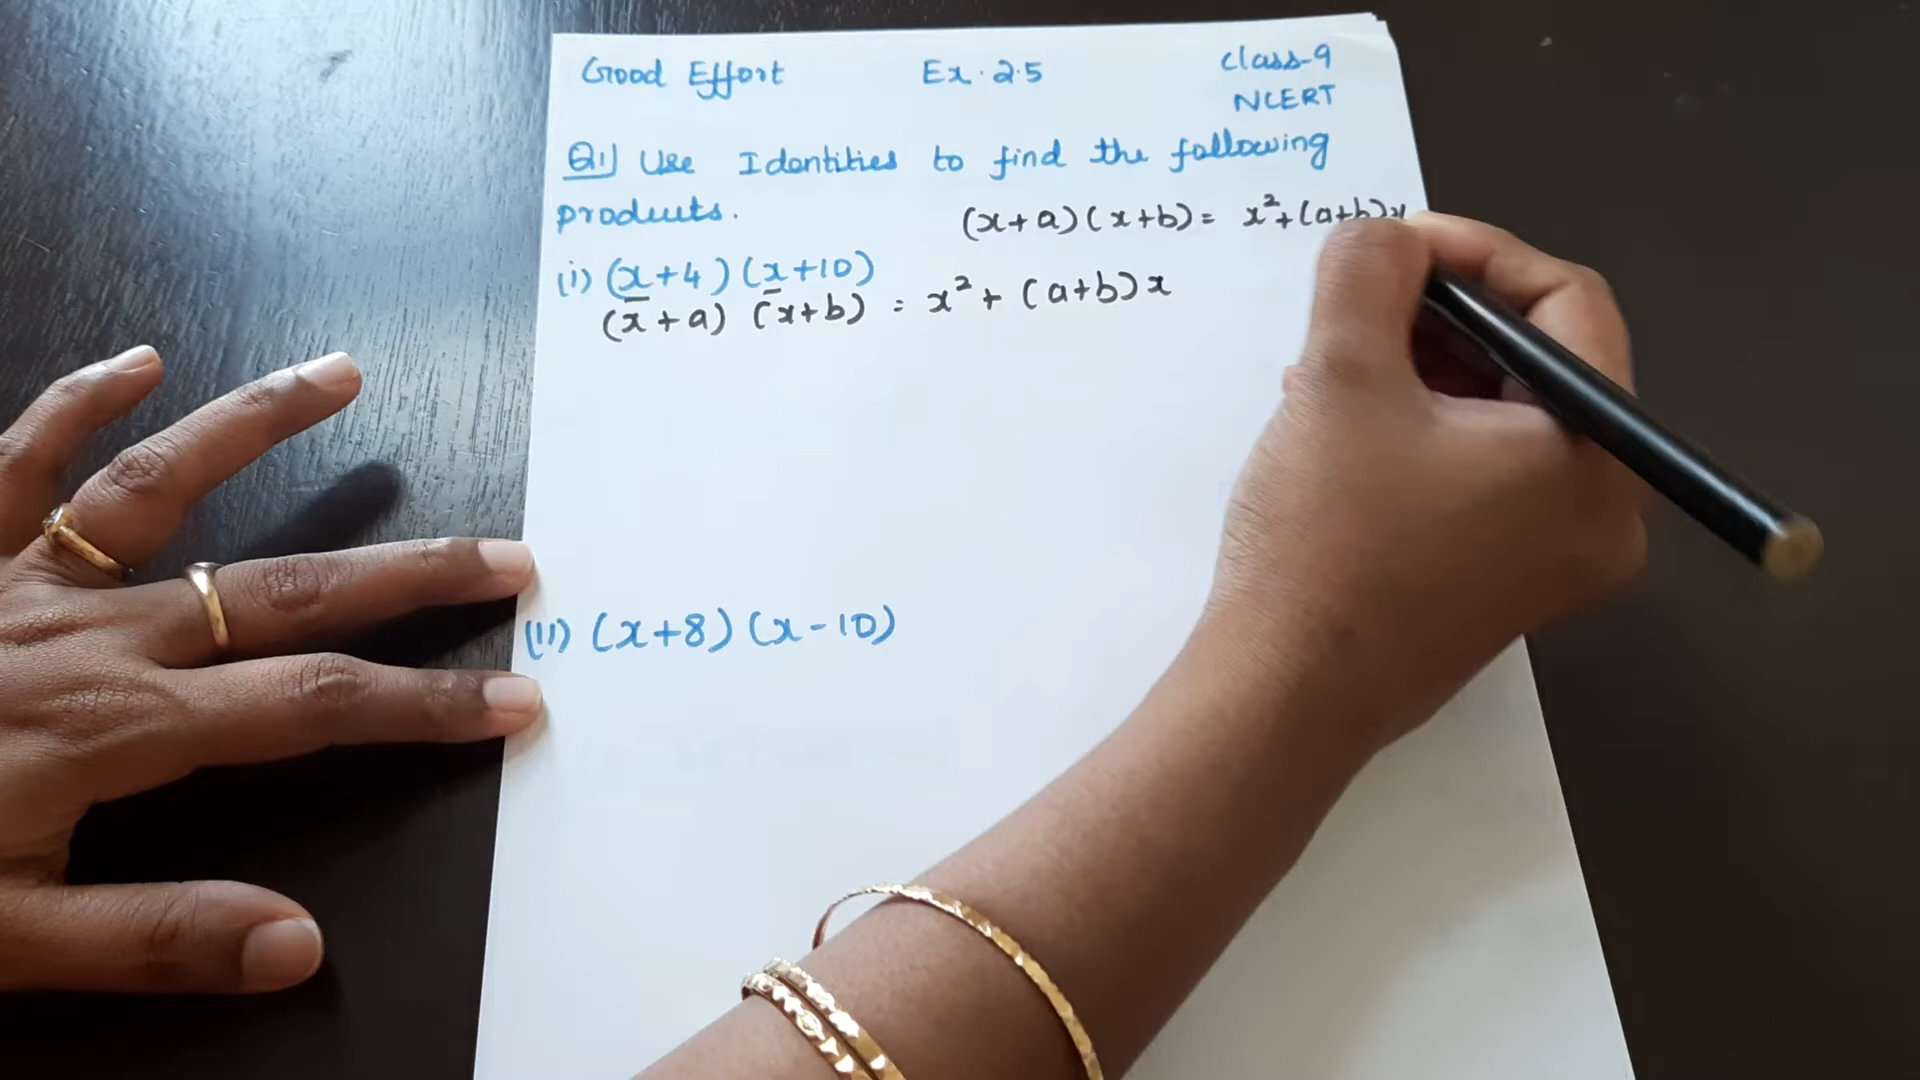 Good Effort Ex. 2.5 Class-9
NCERT
Q1) Use Identities to find the following
products.
(x+a)(x+b) = x²+(a+b)x
(i) (x+4)(x+10)
(x+a) (x+b) = x² + (a+b)x
(ii) (x+8)(x-10)